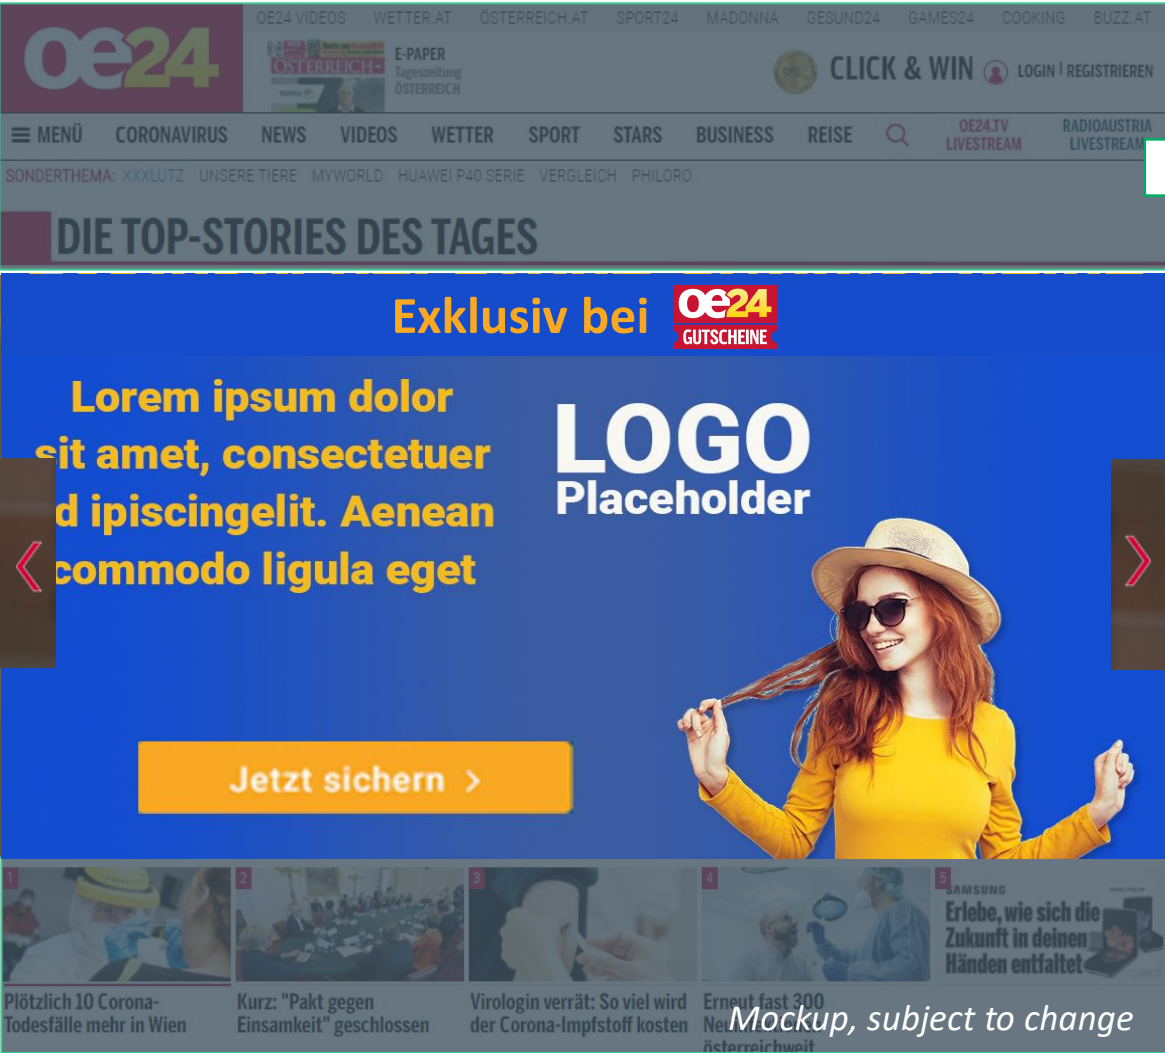 OE24 VIDEOS WETTER.AT ÖSTERREICH.AT SPORT24 MADONNA GESUND24 GAMES24 COOKING BUZZ.AT
oe24
ÖSTERREICH
E-PAPER
Tageszeitung
ÖSTERREICH
CLICK & WIN
LOGIN | REGISTRIEREN
MENÜ CORONAVIRUS NEWS VIDEOS WETTER SPORT STARS BUSINESS REISE
OE24.TV
LIVESTREAM
RADIOAUSTRIA
LIVESTREAM
SONDERTHEMA: XXXLUTZ UNSERE TIERE MYWORLD HUAWEI P40 SERIE VERGLEICH PHILORO
DIE TOP-STORIES DES TAGES
Exklusiv bei
oe24
GUTSCHEINE
Lorem ipsum dolor
sit amet, consectetuer
d ipiscingelit. Aenean
commodo ligula eget
LOGO
Placeholder
Jetzt sichern >
1
Plötzlich 10 Corona-
Todesfälle mehr in Wien
2
Kurz: "Pakt gegen
Einsamkeit" geschlossen
3
Virologin verrät: So viel wird
der Corona-Impfstoff kosten
4
Erneut fast 300
österreichweit
5
SAMSUNG
Erlebe, wie sich die
Zukunft in deinen
Händen entfaltet
Mockup, subject to change